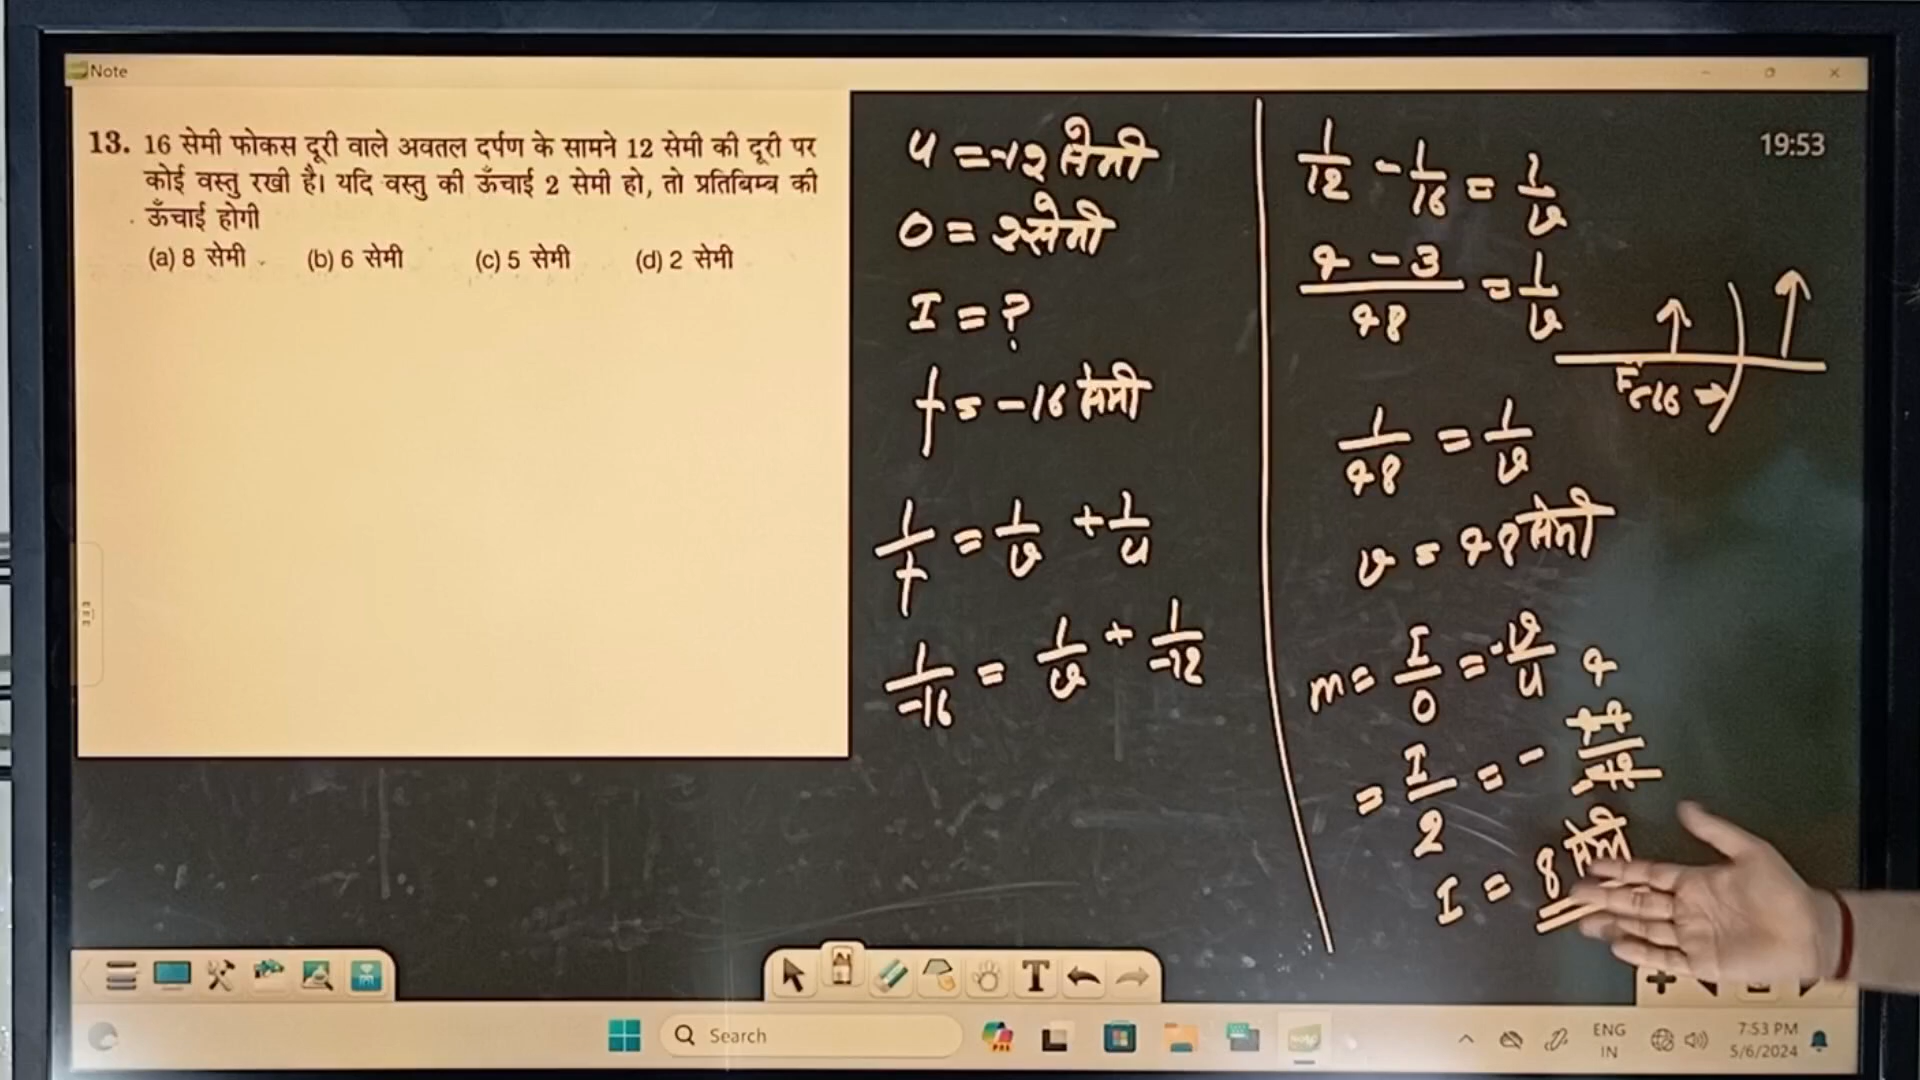 Note
13. 16 सेमी फोकस दूरी वाले अवतल दर्पण के सामने 12 सेमी की दूरी पर
कोई वस्तु रखी है। यदि वस्तु की ऊँचाई 2 सेमी हो, तो प्रतिबिम्ब की
ऊँचाई होगी
(a) 8 सेमी (b) 6 सेमी (c) 5 सेमी (d) 2 सेमी
u = -12 सेमी
O = 2 सेमी
I = ?
f = -16 सेमी
1/f = 1/v + 1/u
1/-16 = 1/v + 1/-12
19:53
1/12 - 1/16 = 1/v
4 - 3 / 48 = 1/v
F 16
1/48 = 1/v
v = 48 सेमी
m = I/O = -v/u
= I/2 = -
4
I = 8 सेमी
Search
ENG
IN
7:53 PM
5/6/2024